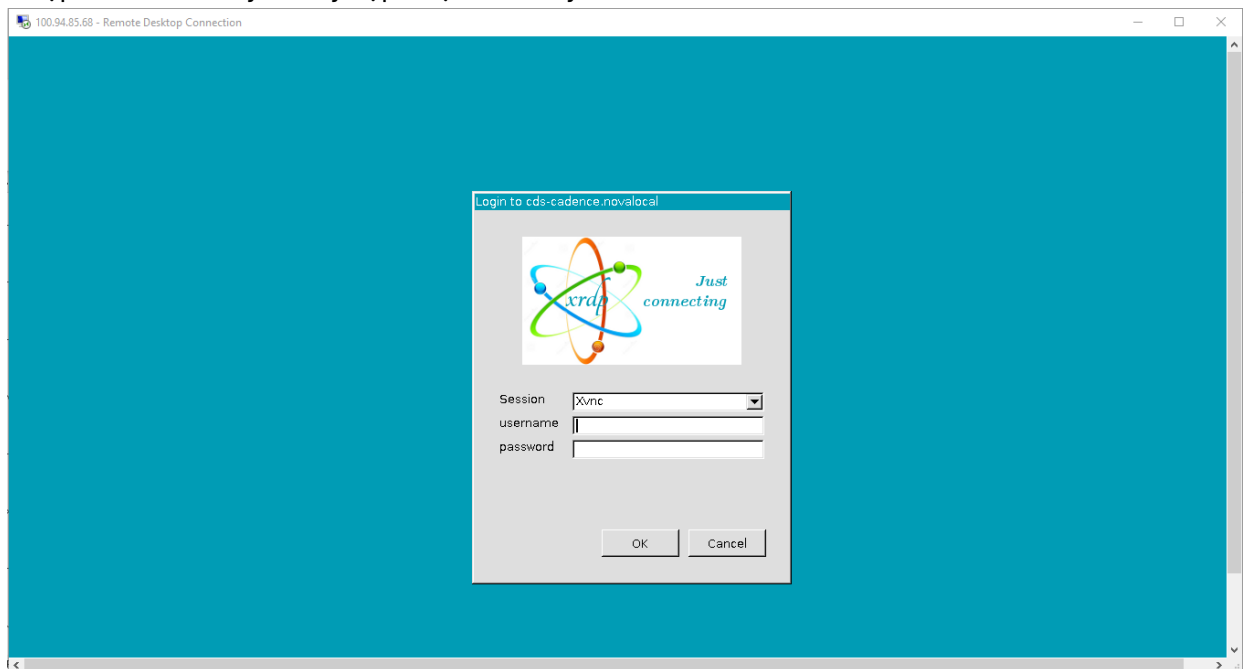 100.94.85.68 - Remote Desktop Connection
Login to cds-cadence.novalocal
xrdp
Just
connecting
Session
Xvnc
username
password
OK
Cancel